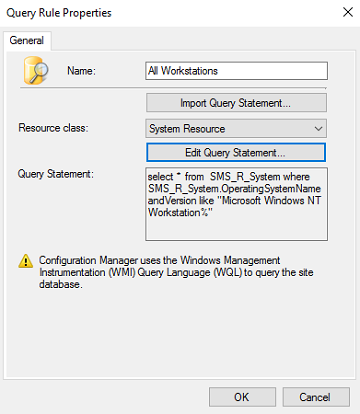 Query Rule Properties
General
Name:
All Workstations
Import Query Statement...
Resource class:
System Resource
Edit Query Statement...
Query Statement:
select * from  SMS_R_System where
SMS_R_System.OperatingSystemName
andVersion like "Microsoft Windows NT
Workstation%"
Configuration Manager uses the Windows Management
Instrumentation (WMI) Query Language (WQL) to query the site
database.
OK
Cancel